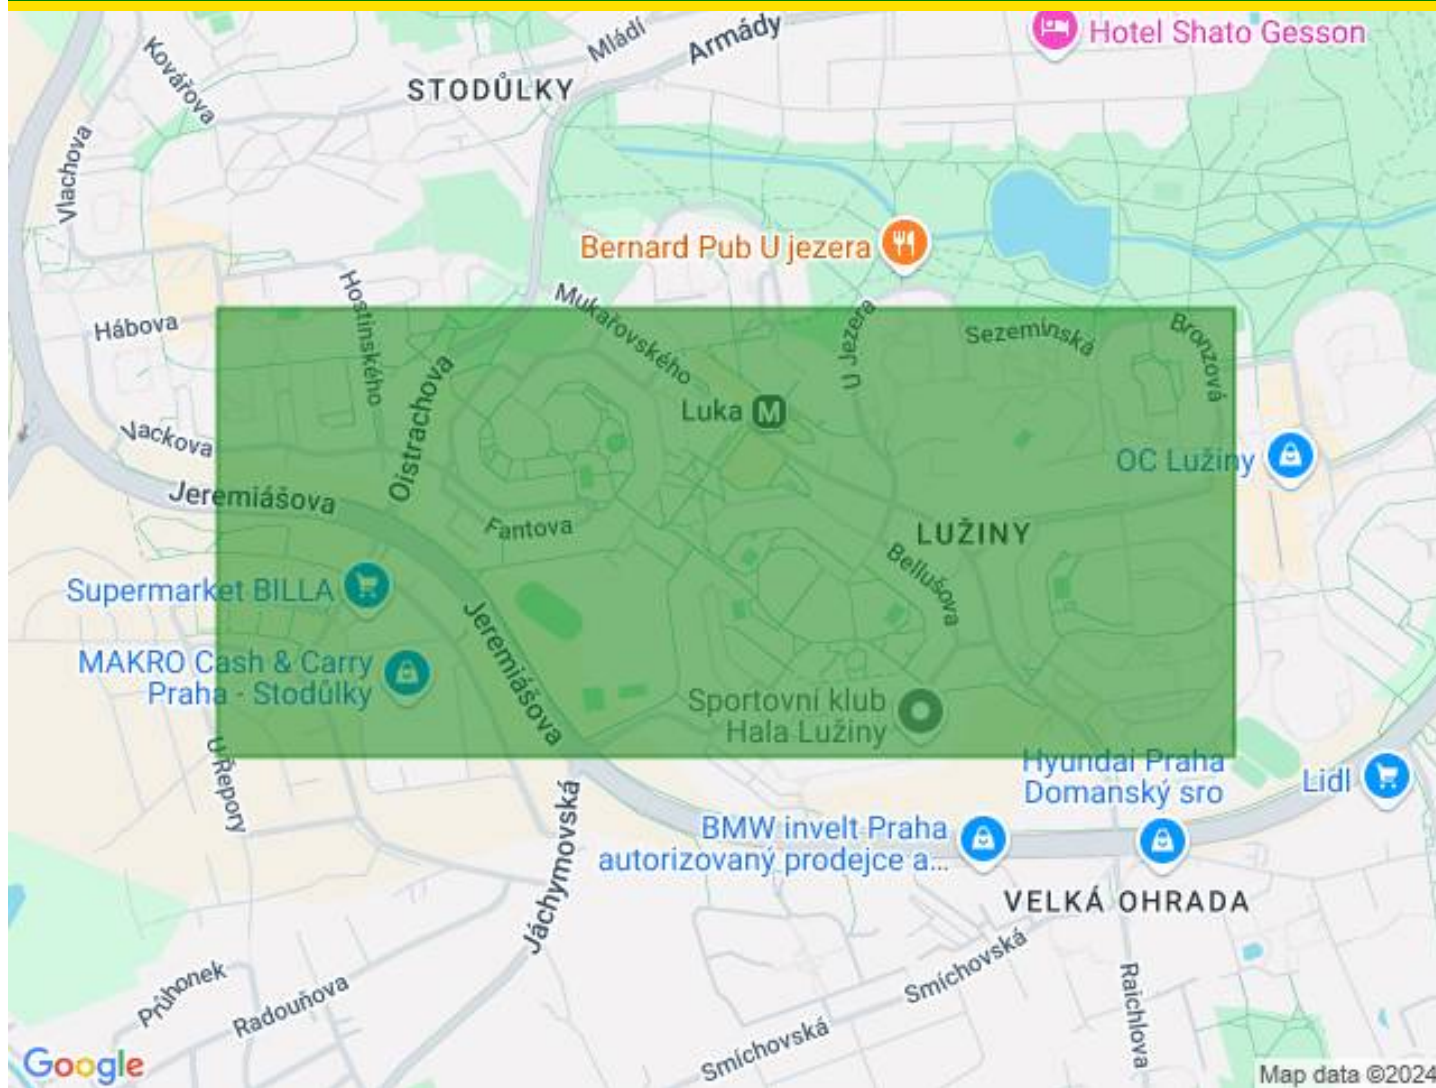 Hotel Shato Gesson
Mládí
Armády
Kovářova
STODŮLKY
Vlachova
Bernard Pub U jezera
Hostinského
Mukařovského
U Jezera
Sezemínská
Bronzová
Hábova
Oistrachova
Luka M
Vackova
OC Lužiny
Jeremiášova
Fantova
LUŽINY
Bellušova
Supermarket BILLA
Jeremiášova
MAKRO Cash & Carry
Praha - Stodůlky
Sportovní klub
Hala Lužiny
U Řepory
Hyundai Praha
Domanský sro
Lidl
Jáchymovská
BMW invelt Praha
autorizovaný prodejce a...
VELKÁ OHRADA
Průhonek
Radouňova
Smíchovská
Raichlova
Smíchovská
Google
Map data ©2024